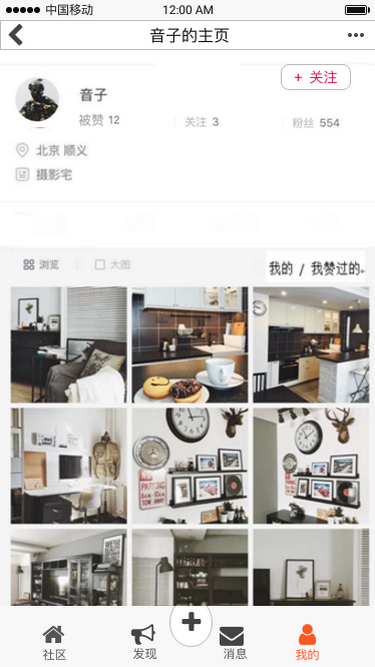 中国移动 12:00 AM
音子的主页
+ 关注
音子
被赞 12 关注 3 粉丝 554
北京 顺义
摄影宅
浏览 大图 我的 / 我赞过的
社区 发现 消息 我的